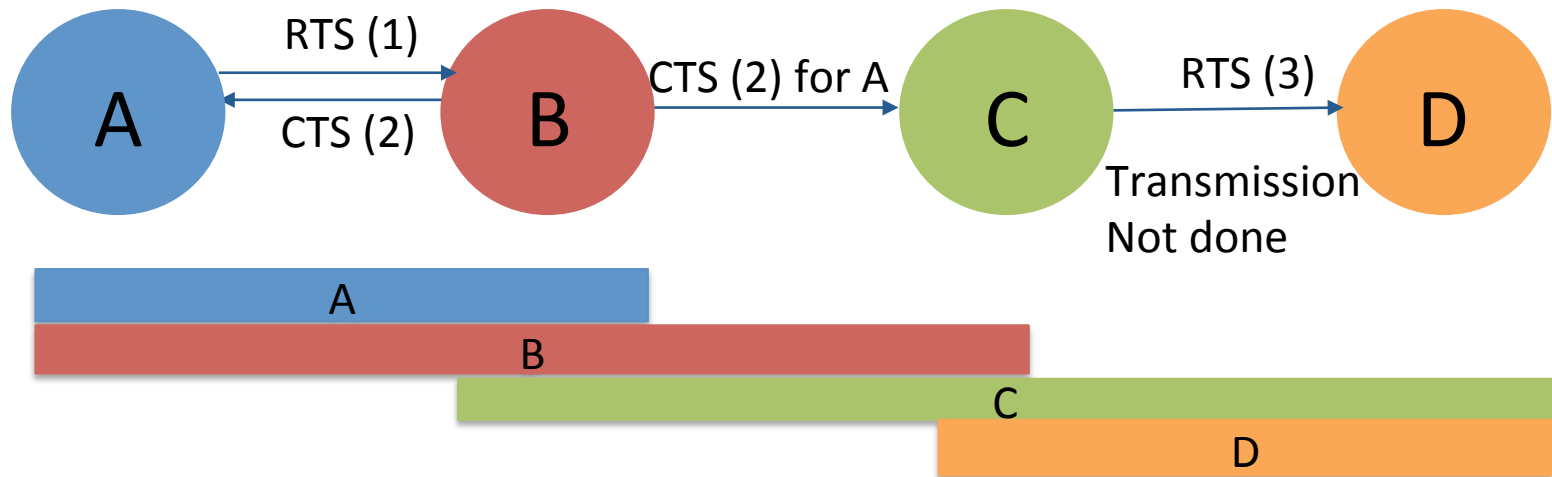 RTS (1)
CTS (2) for A
RTS (3)
A
B
C
D
CTS (2)
Transmission
Not done
A
B
C
D